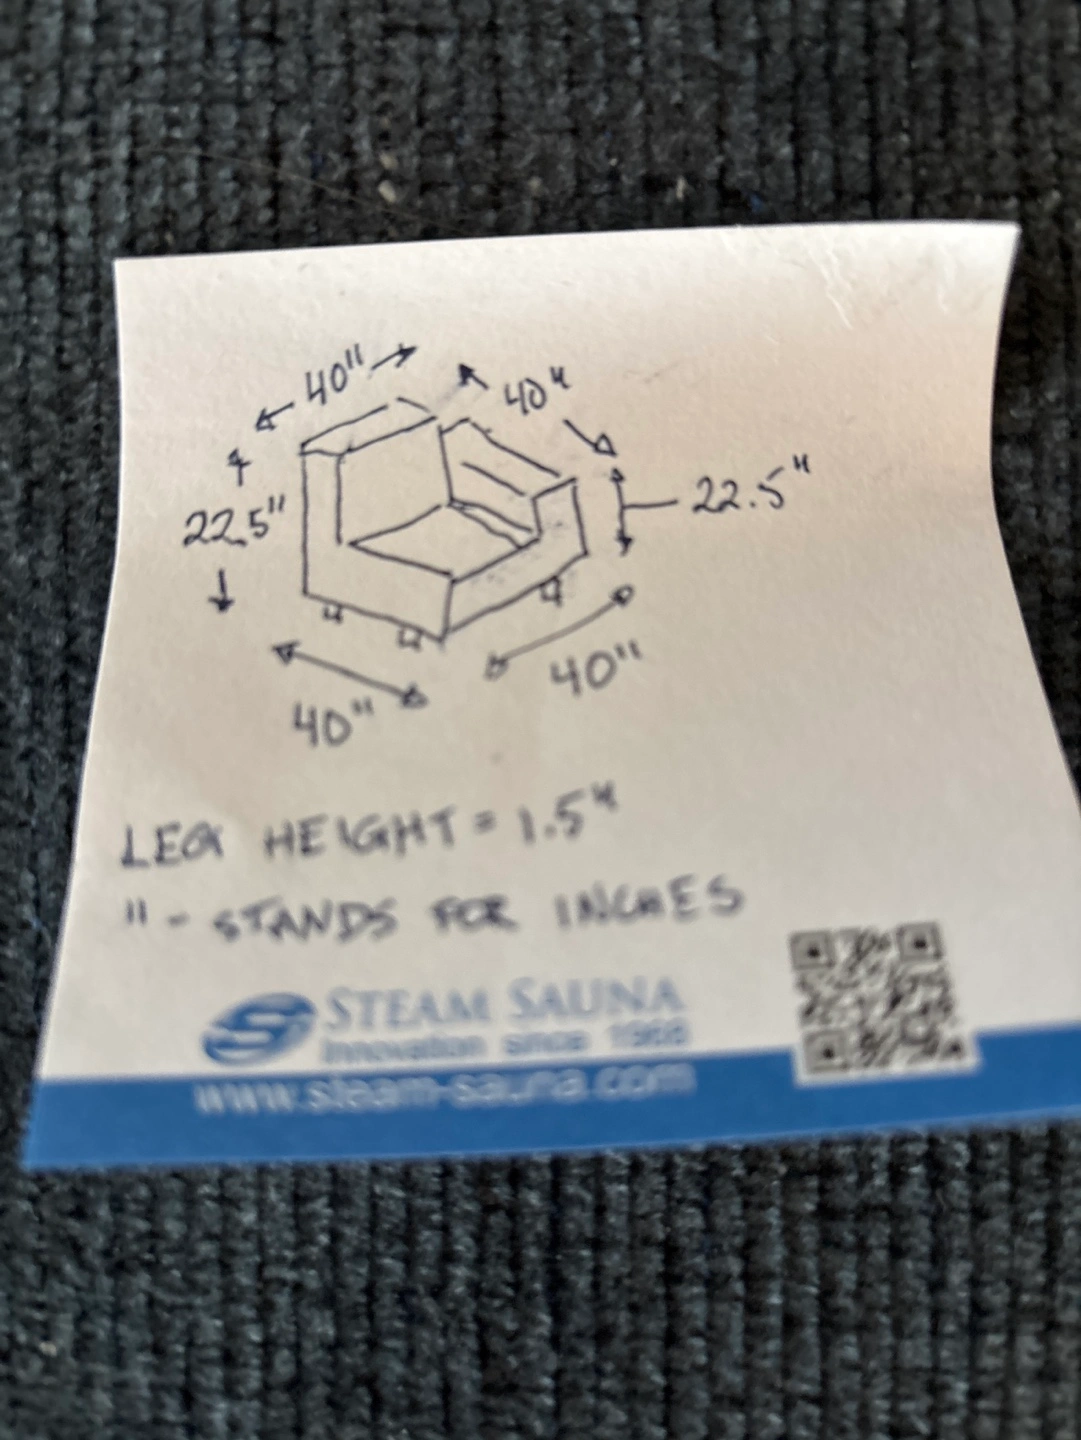 40"
40"
22.5"
22.5"
40"
40"
LEG HEIGHT = 1.5"
" - STANDS FOR INCHES
STEAM SAUNA
Innovation since 1968
www.steam-sauna.com